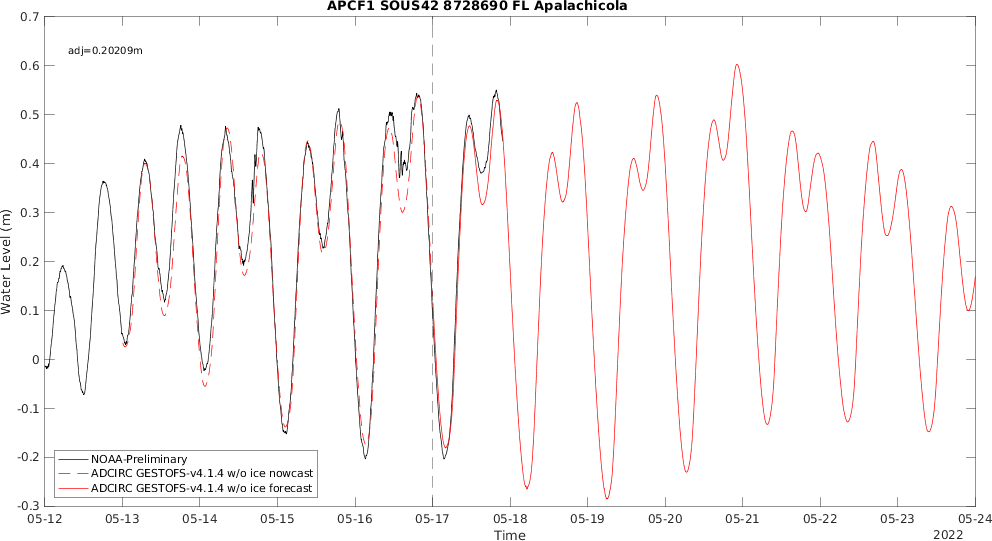 APCF1 SOUS42 8728690 FL Apalachicola
0.7
adj=0.20209m
0.6
0.5
0.4
0.3
0.2
0.1
0
-0.1
-0.2
-0.3
Water Level (m)
NOAA-Preliminary
ADCIRC GESTOFS-v4.1.4 w/o ice nowcast
ADCIRC GESTOFS-v4.1.4 w/o ice forecast
05-12 05-13 05-14 05-15 05-16 05-17 05-18 05-19 05-20 05-21 05-22 05-23 05-24
Time
2022